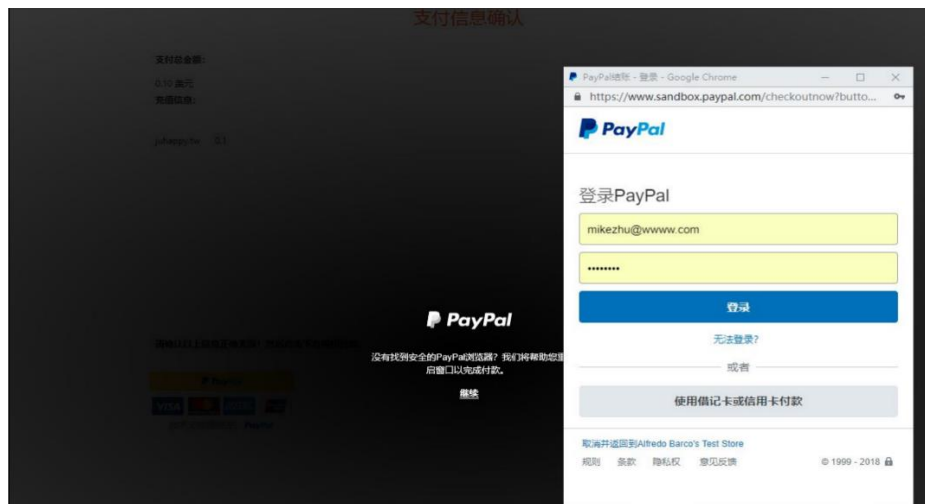 支付信息确认
支付总金额:
0.10 美元
充值信息:
PayPal
没有找到安全的PayPal浏览器? 我们将帮助您重
启窗口以完成付款。
继续
PayPal
VISA
PayPal
PayPal结账 - 登录 - Google Chrome
https://www.sandbox.paypal.com/checkoutnow?butto...
PayPal
登录PayPal
mikezhu@wwww.com
••••••••
登录
无法登录?
或者
使用借记卡或信用卡付款
取消并返回到Alfredo Barco's Test Store
规则 条款 隐私权 意见反馈 © 1999 - 2018